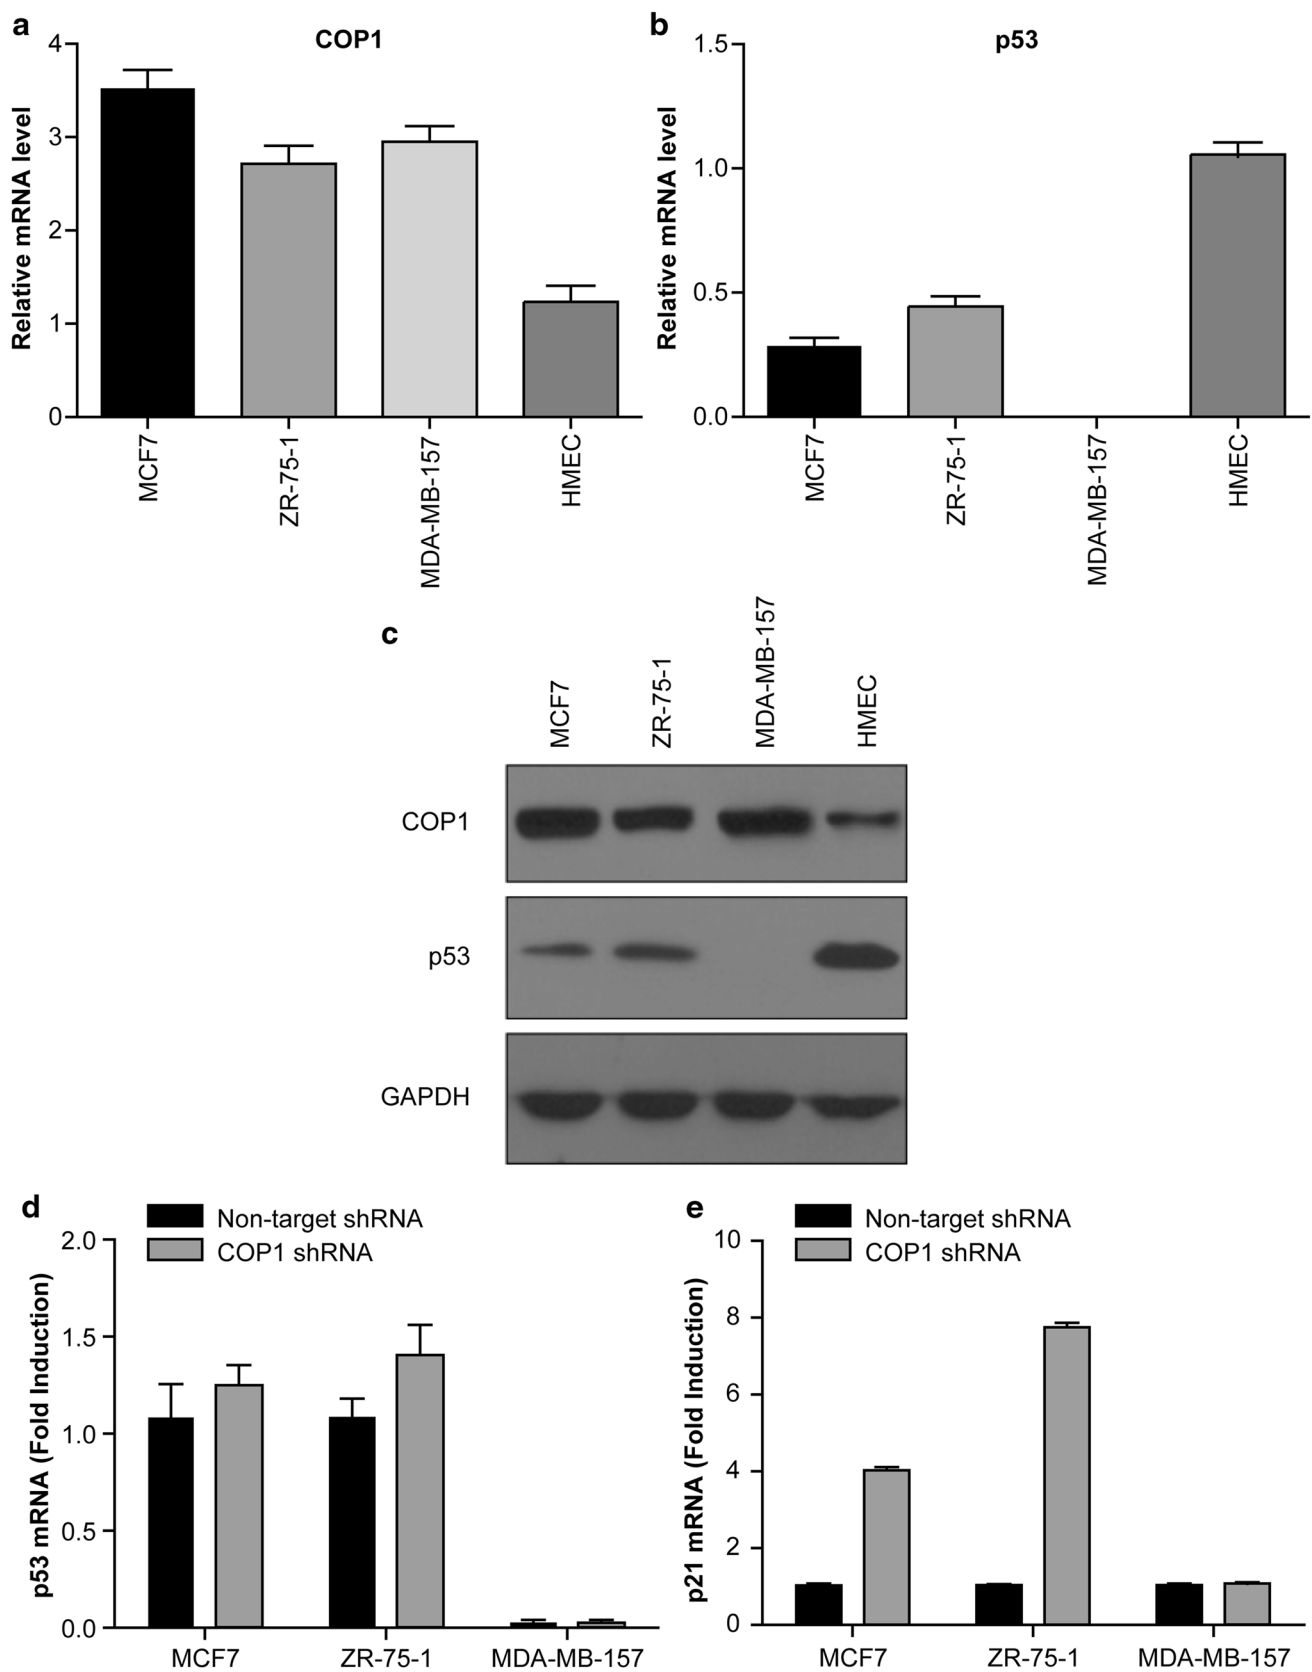 a
COP1
Relative mRNA level
4
3
2
1
0
MCF7
ZR-75-1
MDA-MB-157
HMEC
b
p53
Relative mRNA level
1.5
1.0
0.5
0.0
MCF7
ZR-75-1
MDA-MB-157
HMEC
c
MCF7
ZR-75-1
MDA-MB-157
HMEC
COP1
p53
GAPDH
d
Non-target shRNA
COP1 shRNA
p53 mRNA (Fold Induction)
2.0
1.5
1.0
0.5
0.0
MCF7
ZR-75-1
MDA-MB-157
e
Non-target shRNA
COP1 shRNA
p21 mRNA (Fold Induction)
10
8
6
4
2
0
MCF7
ZR-75-1
MDA-MB-157